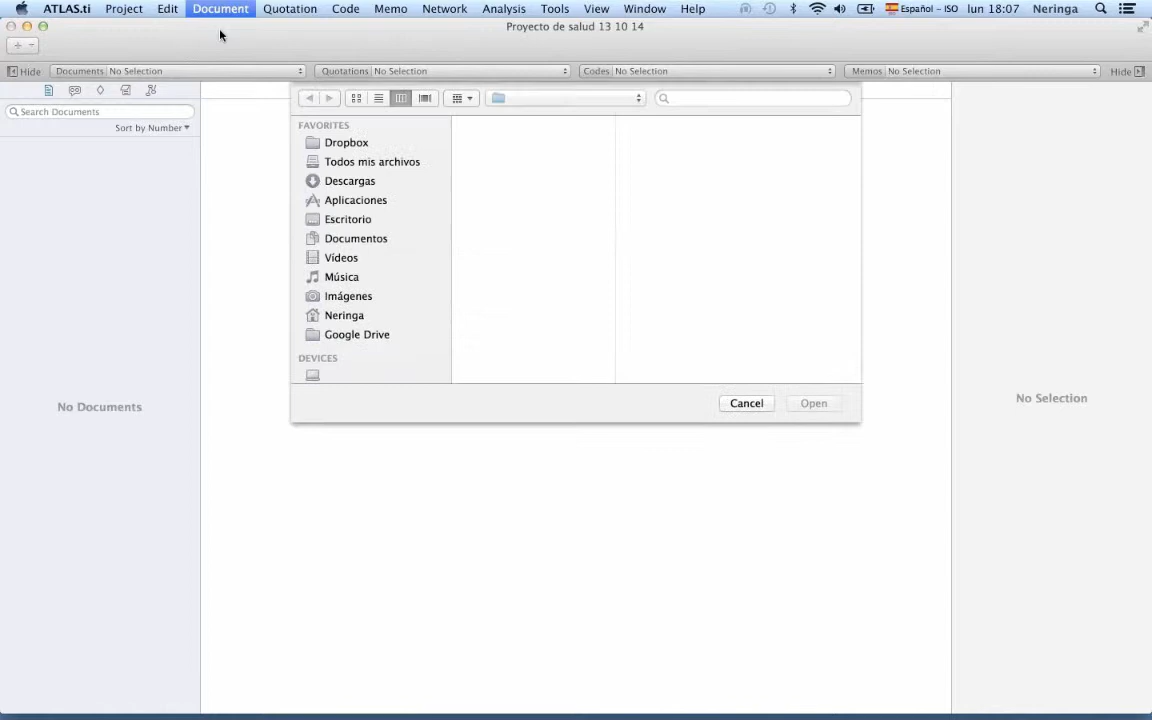 ATLAS.ti Project Edit Document Quotation Code Memo Network Analysis Tools View Window Help Español – ISO lun 18:07 Neringa
Proyecto de salud 13 10 14
Hide Documents No Selection Quotations No Selection Codes No Selection Memos No Selection Hide
Search Documents
Sort by Number
No Documents
FAVORITES
Dropbox
Todos mis archivos
Descargas
Aplicaciones
Escritorio
Documentos
Vídeos
Música
Imágenes
Neringa
Google Drive
DEVICES
Cancel Open
No Selection